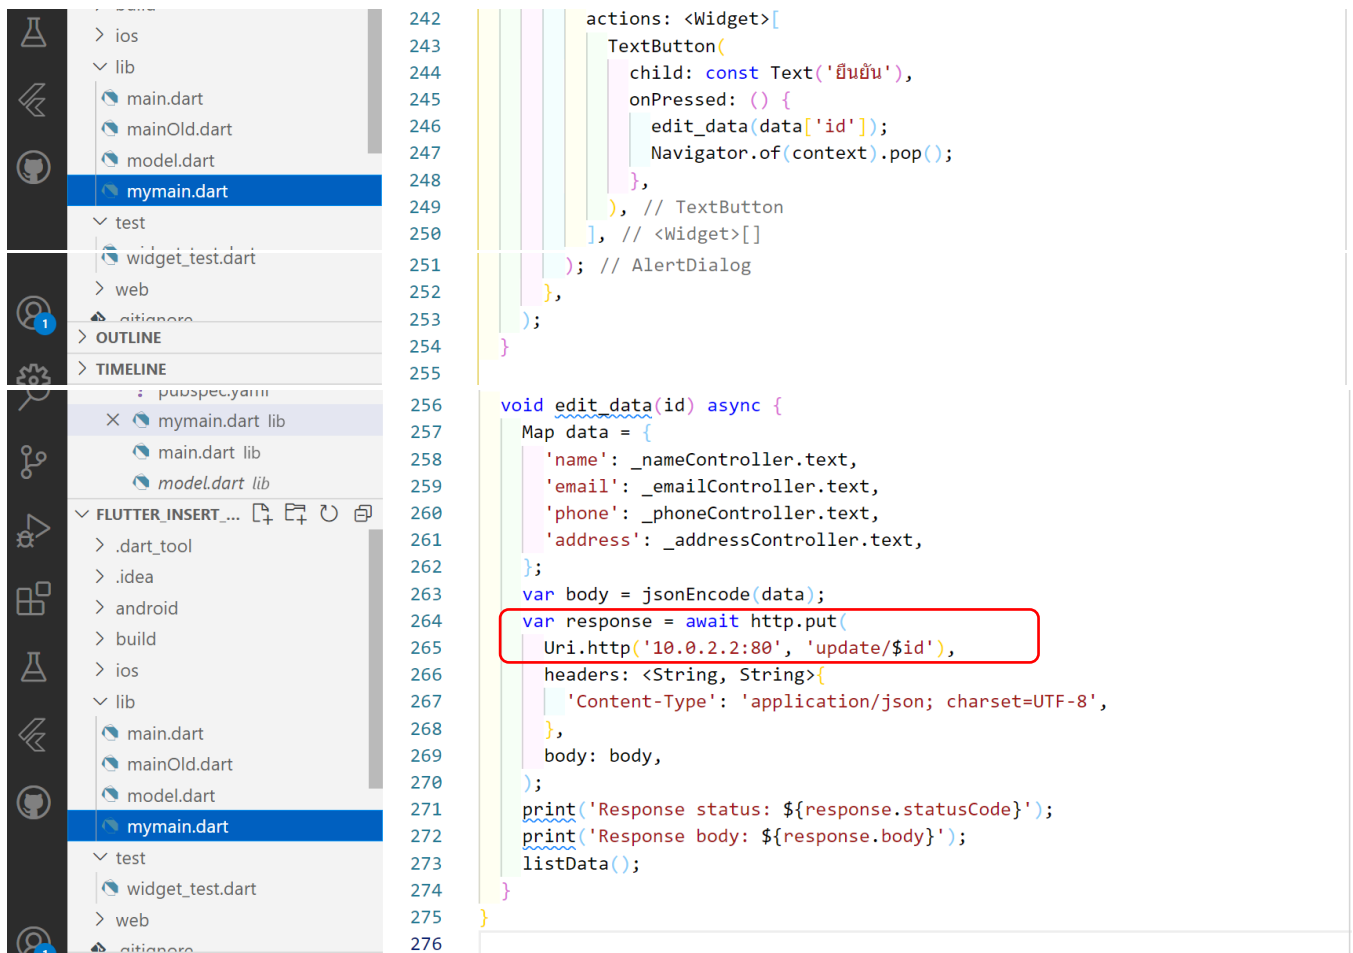 ios
lib
main.dart
mainOld.dart
model.dart
mymain.dart
test
widget_test.dart
web
.gitignore
1
OUTLINE
TIMELINE
242 actions: <Widget>[
243 TextButton(
244 child: const Text('ยืนยัน'),
245 onPressed: () {
246 edit_data(data['id']);
247 Navigator.of(context).pop();
248 },
249 ), // TextButton
250 ], // <Widget>[]
251 ); // AlertDialog
252 },
253 );
254 }
255
pubspec.yaml
mymain.dart lib
main.dart lib
model.dart lib
FLUTTER_INSERT_...
.dart_tool
.idea
android
build
ios
lib
main.dart
mainOld.dart
model.dart
mymain.dart
test
widget_test.dart
web
.gitignore
256 void edit_data(id) async {
257 Map data = {
258 'name': _nameController.text,
259 'email': _emailController.text,
260 'phone': _phoneController.text,
261 'address': _addressController.text,
262 };
263 var body = jsonEncode(data);
264 var response = await http.put(
265 Uri.http('10.0.2.2:80', 'update/$id'),
266 headers: <String, String>{
267 'Content-Type': 'application/json; charset=UTF-8',
268 },
269 body: body,
270 );
271 print('Response status: ${response.statusCode}');
272 print('Response body: ${response.body}');
273 listData();
274 }
275 }
276